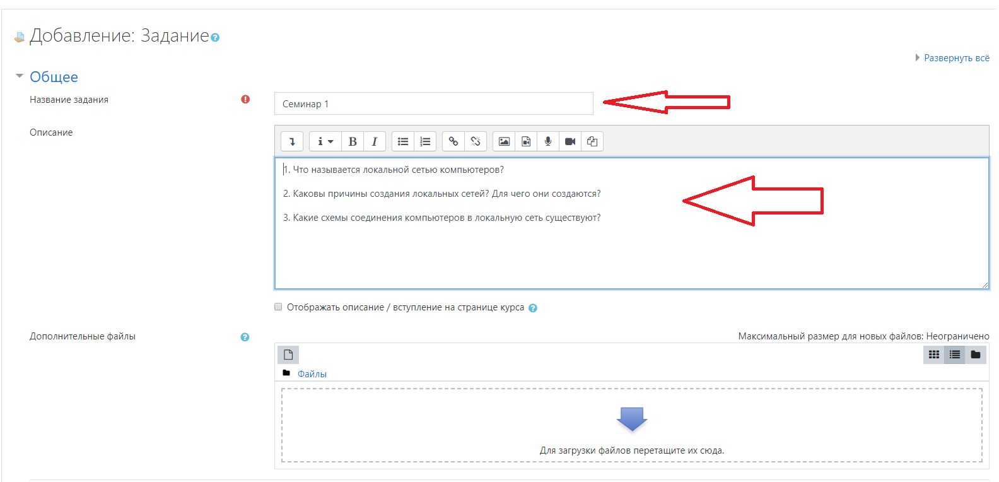 Добавление: Задание
Развернуть всё
Общее
Название задания
Семинар 1
Описание
1. Что называется локальной сетью компьютеров?
2. Каковы причины создания локальных сетей? Для чего они создаются?
3. Какие схемы соединения компьютеров в локальную сеть существуют?
Отображать описание / вступление на странице курса
Дополнительные файлы
Максимальный размер для новых файлов: Неограничено
Файлы
Для загрузки файлов перетащите их сюда.